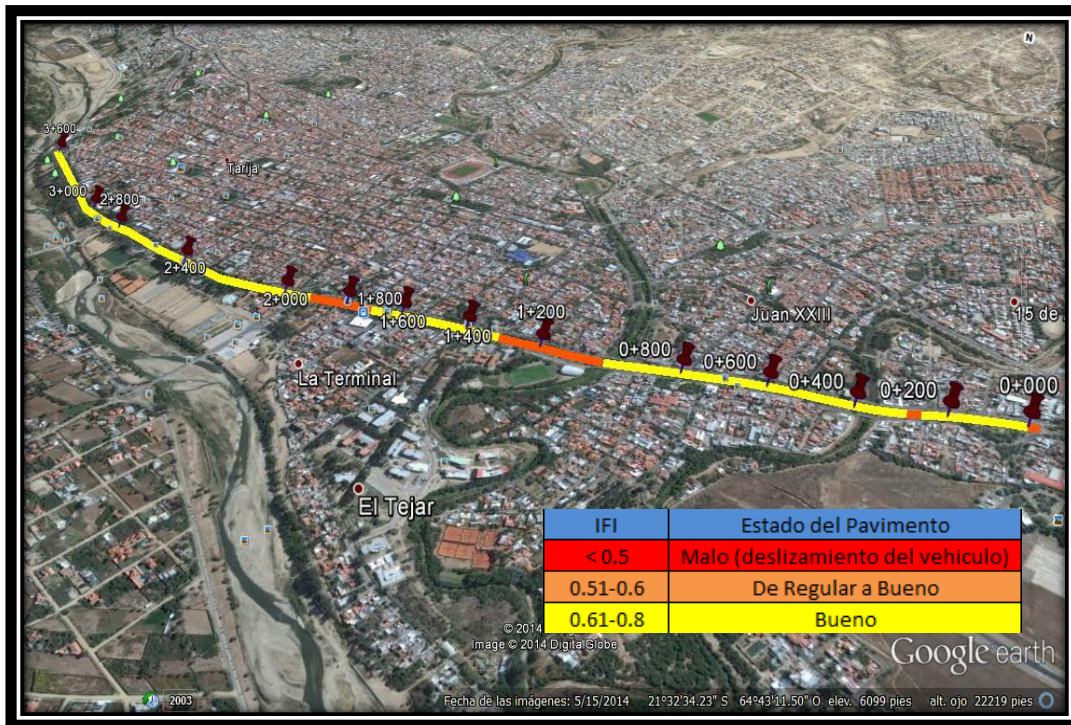 N
3+600
Tarija
3+000
2+800
2+400
2+000
1+800
1+600
1+400
1+200
0+800
0+600
0+400
0+200
0+000
Juan XXIII
15 de
La Terminal
El Tejar
IFI Estado del Pavimento
< 0.5 Malo (deslizamiento del vehiculo)
0.51-0.6 De Regular a Bueno
0.61-0.8 Bueno
© 2014
Image © 2014 DigitalGlobe
Google earth
2003
Fecha de las imágenes: 5/15/2014 21°32'34.23" S 64°43'11.50" O elev. 6099 pies alt. ojo 22219 pies